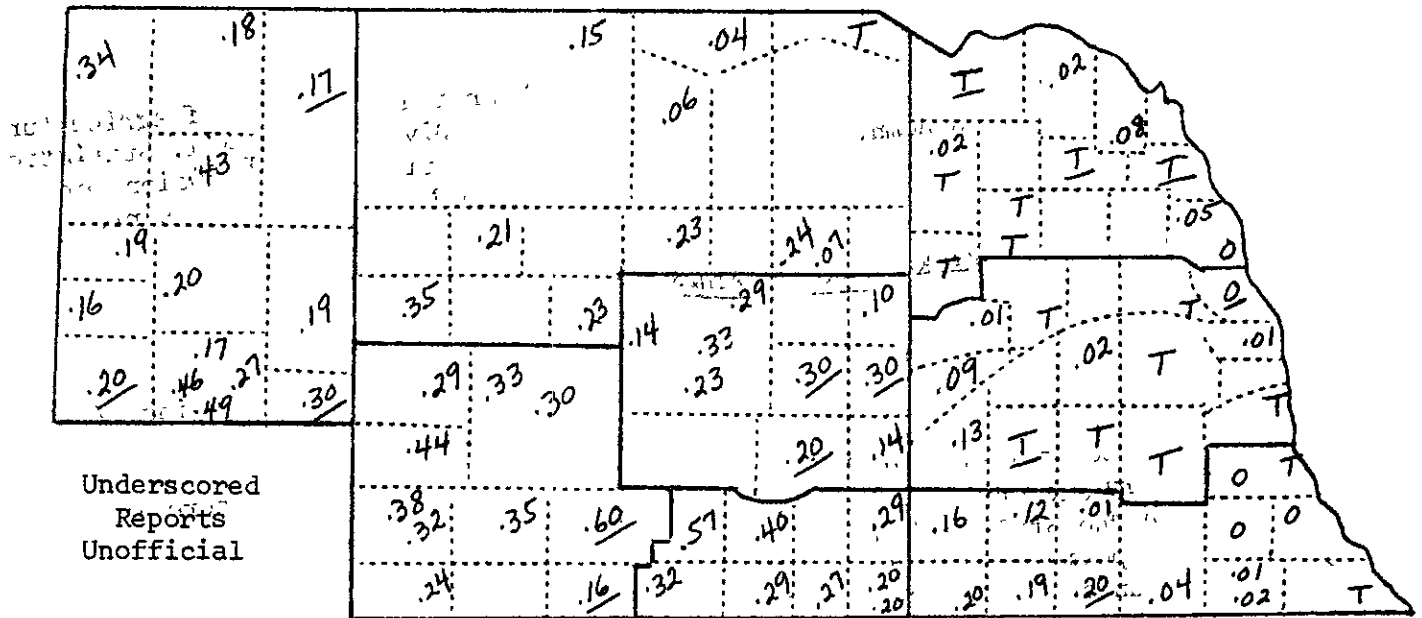 .18 .15 .04 T
.34 .17 .06 I .02
.43 .02 T I .08 I
.19 .21 .23 .24 .07 T T T .05 0
.16 .20 .19 .35 .23 .14 .29 .10 .01 T T 0
.17 .33 .02 T .01
.20 .46 .27 .49 .30 .29 .33 .30 .23 .30 .30 .09
.44 .20 .14 .13 I T T T
Underscored
Reports
Unofficial
.38 .32 .35 .60 .57 .40 .29 .16 .12 .01 0 T
0 0
.24 .16 .32 .29 .27 .20 .20 .20 .19 .20 .04 .01 .02 T